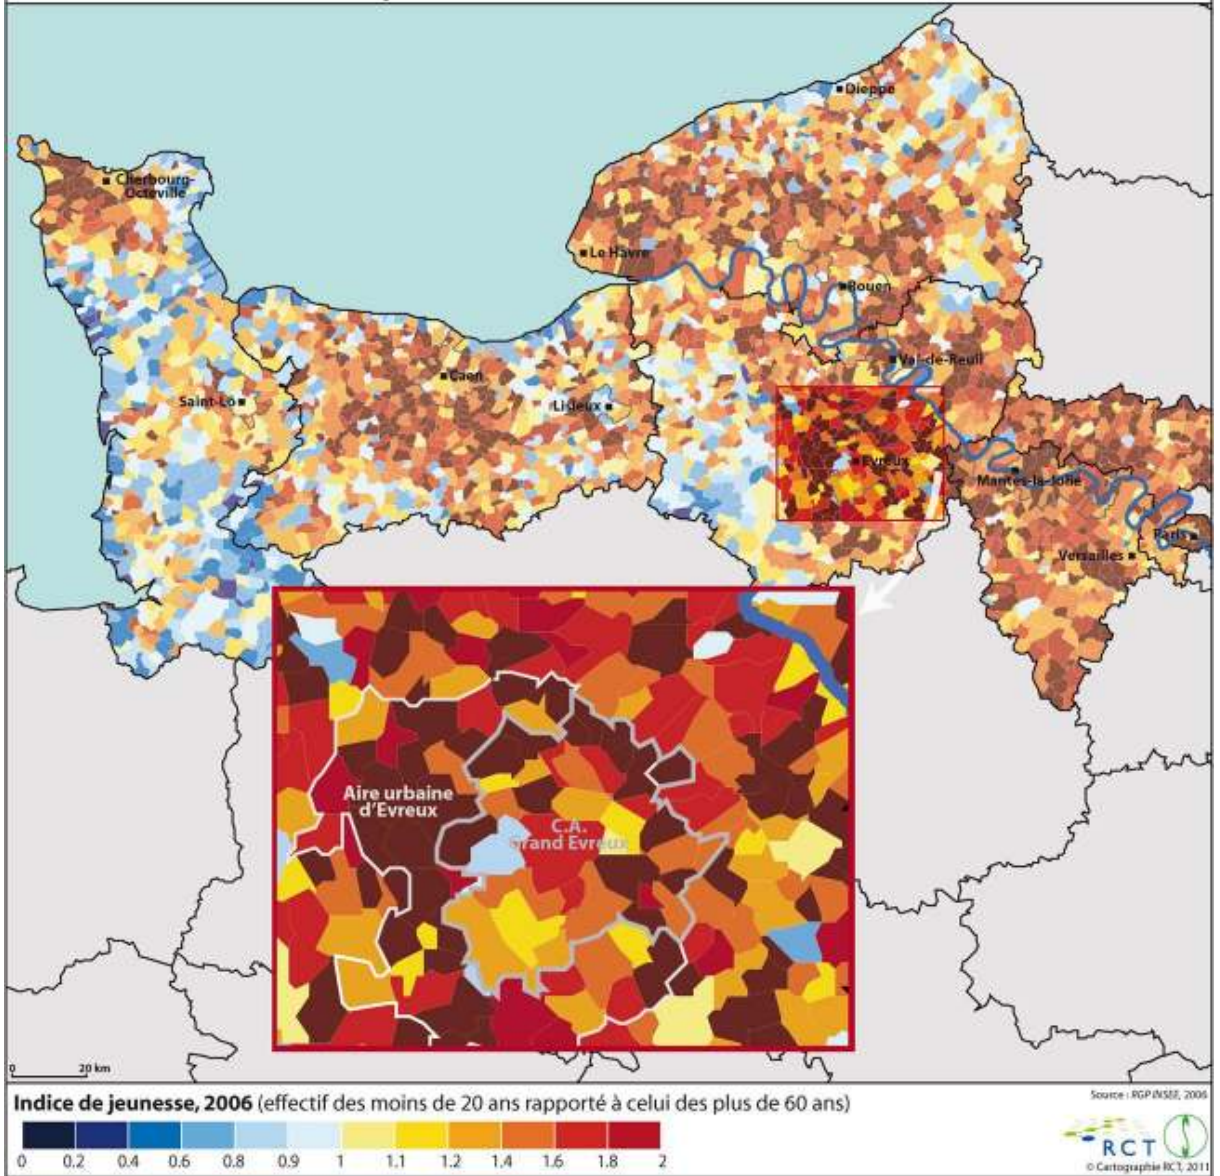 Dieppe
Cherbourg-
Octeville
Le Havre
Rouen
Val-de-Reuil
Caen
Saint-Lô
Lisieux
Evreux
Mantes-la-Jolie
Paris
Versailles
Aire urbaine
d'Evreux
C.A.
Grand Evreux
0 20 km
Indice de jeunesse, 2006 (effectif des moins de 20 ans rapporté à celui des plus de 60 ans)
0 0.2 0.4 0.6 0.8 0.9 1 1.1 1.2 1.4 1.6 1.8 2
Source : RGP INSEE, 2006
RCT
© Cartographie RCT, 2011